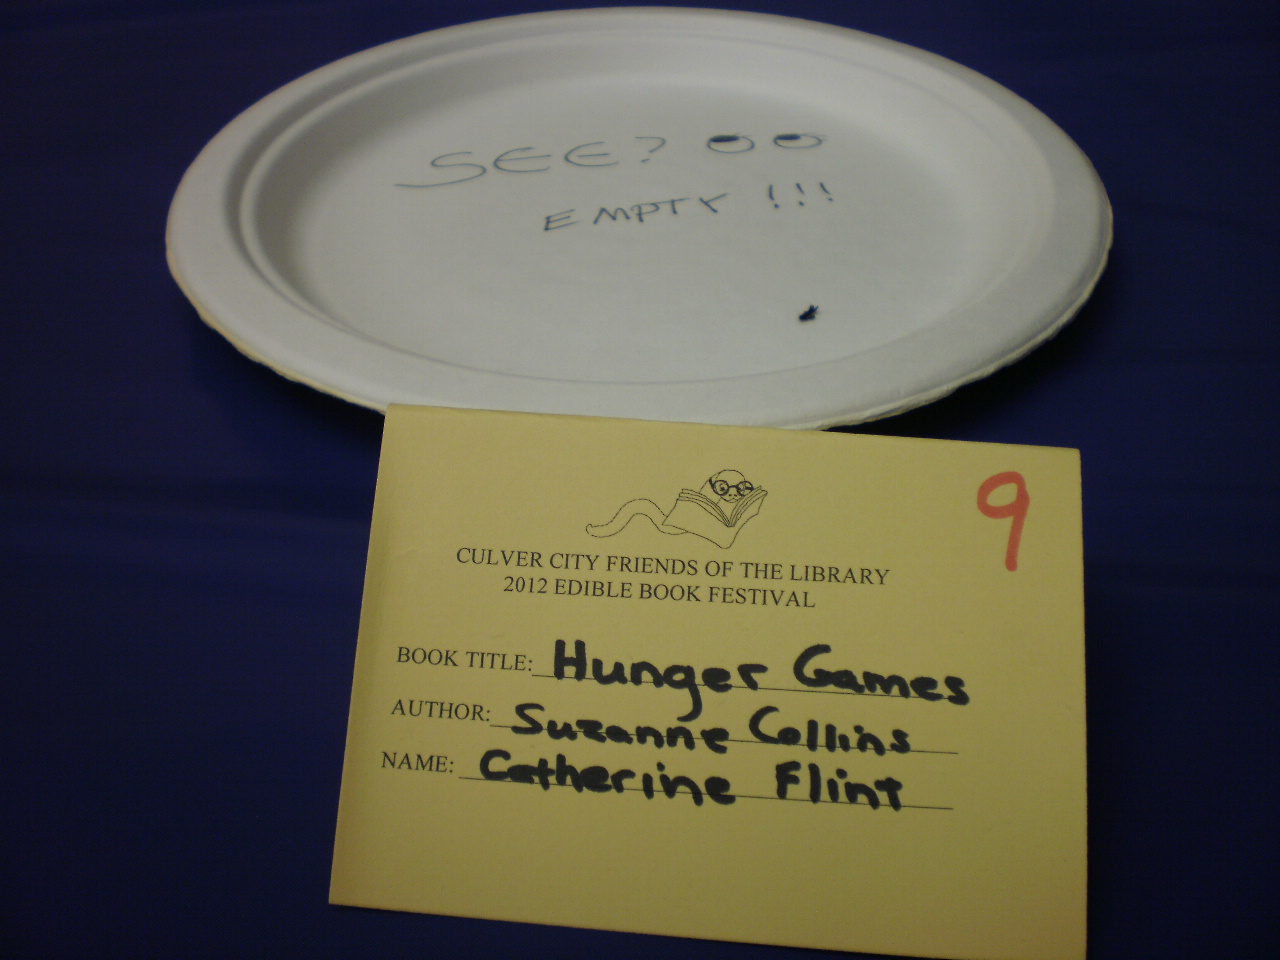 SEE?
EMPTY !!!
9
CULVER CITY FRIENDS OF THE LIBRARY
2012 EDIBLE BOOK FESTIVAL
BOOK TITLE: Hunger Games
AUTHOR: Suzanne Collins
NAME: Catherine Flint